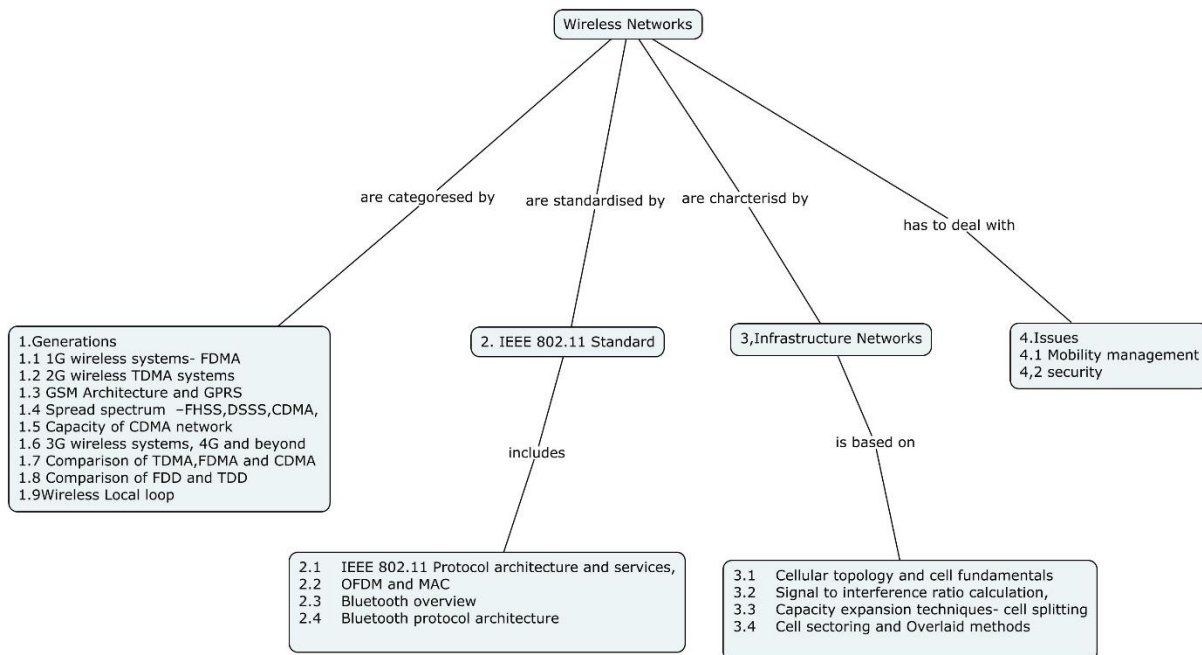 Wireless Networks
are categoresed by
are standardised by
are charcterisd by
has to deal with
1.Generations
1.1 1G wireless systems- FDMA
1.2 2G wireless TDMA systems
1.3 GSM Architecture and GPRS
1.4 Spread spectrum –FHSS,DSSS,CDMA,
1.5 Capacity of CDMA network
1.6 3G wireless systems, 4G and beyond
1.7 Comparison of TDMA,FDMA and CDMA
1.8 Comparison of FDD and TDD
1.9Wireless Local loop
2. IEEE 802.11 Standard
3,Infrastructure Networks
4.Issues
4.1 Mobility management
4,2 security
includes
is based on
2.1 IEEE 802.11 Protocol architecture and services,
2.2 OFDM and MAC
2.3 Bluetooth overview
2.4 Bluetooth protocol architecture
3.1 Cellular topology and cell fundamentals
3.2 Signal to interference ratio calculation,
3.3 Capacity expansion techniques- cell splitting
3.4 Cell sectoring and Overlaid methods